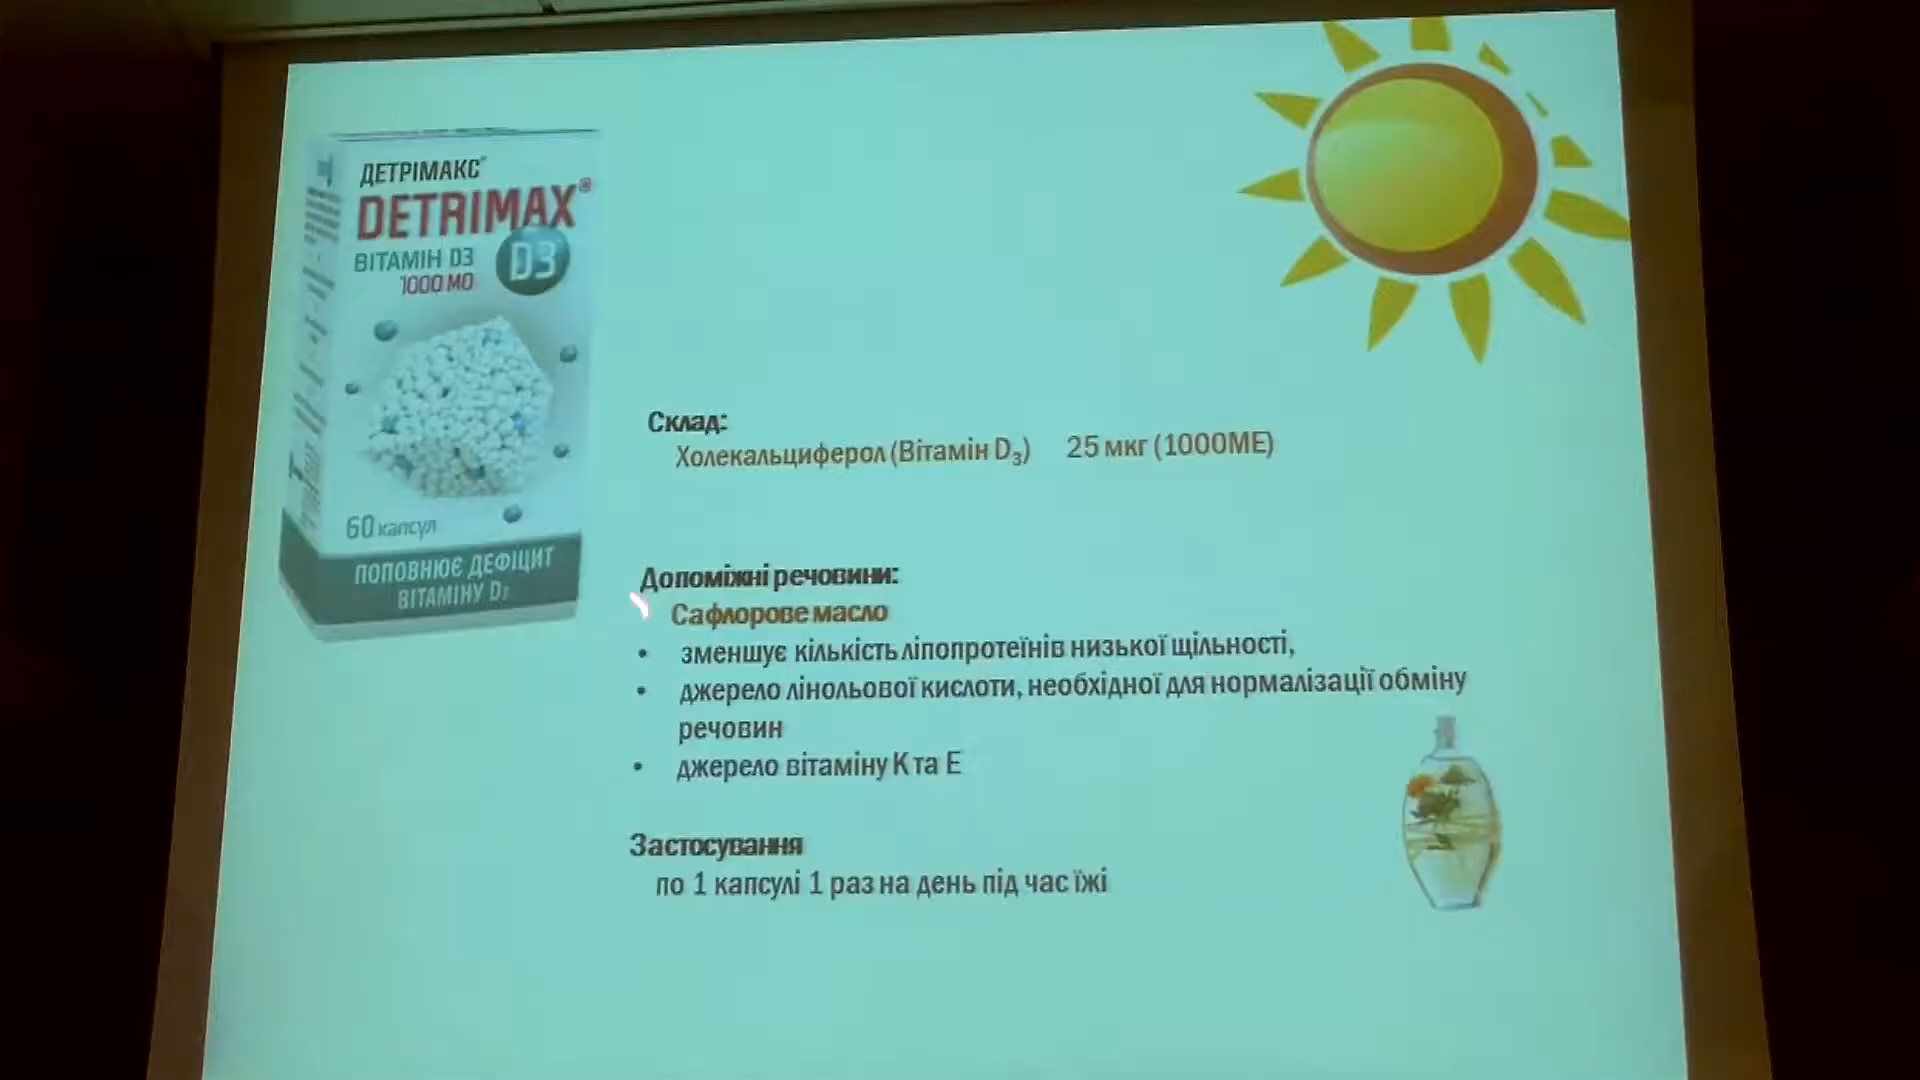 ДЕТРІМАКС®
DETRIMAX®
ВІТАМІН D3
1000 МО
D3
60 капсул
ПОПОВНЮЄ ДЕФІЦИТ
ВІТАМІНУ D₃
Склад:
Холекальциферол (Вітамін D₃) 25 мкг (1000МЕ)
Допоміжні речовини:
Сафлорове масло
• зменшує кількість ліпопротеїнів низької щільності,
• джерело лінольової кислоти, необхідної для нормалізації обміну
речовин
• джерело вітаміну К та Е
Застосування
по 1 капсулі 1 раз на день під час їжі